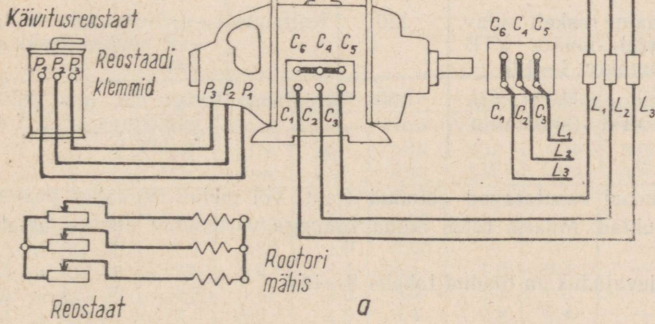 Käivitusreostaat
P₁ P₂ P₃
Reostaadi
klemmid
P₃ P₂ P₁
C₆ C₄ C₅
C₁ C₂ C₃
C₆ C₄ C₅
C₁ C₂ C₃
L₁
L₂
L₃
L₁ L₂ L₃
Rootori
mähis
Reostaat
a